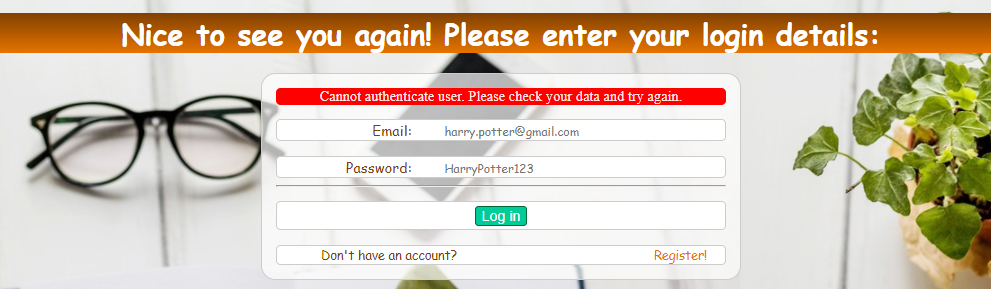 Nice to see you again! Please enter your login details:
Cannot authenticate user. Please check your data and try again.
Email: harry.potter@gmail.com
Password: HarryPotter123
Log in
Don't have an account? Register!